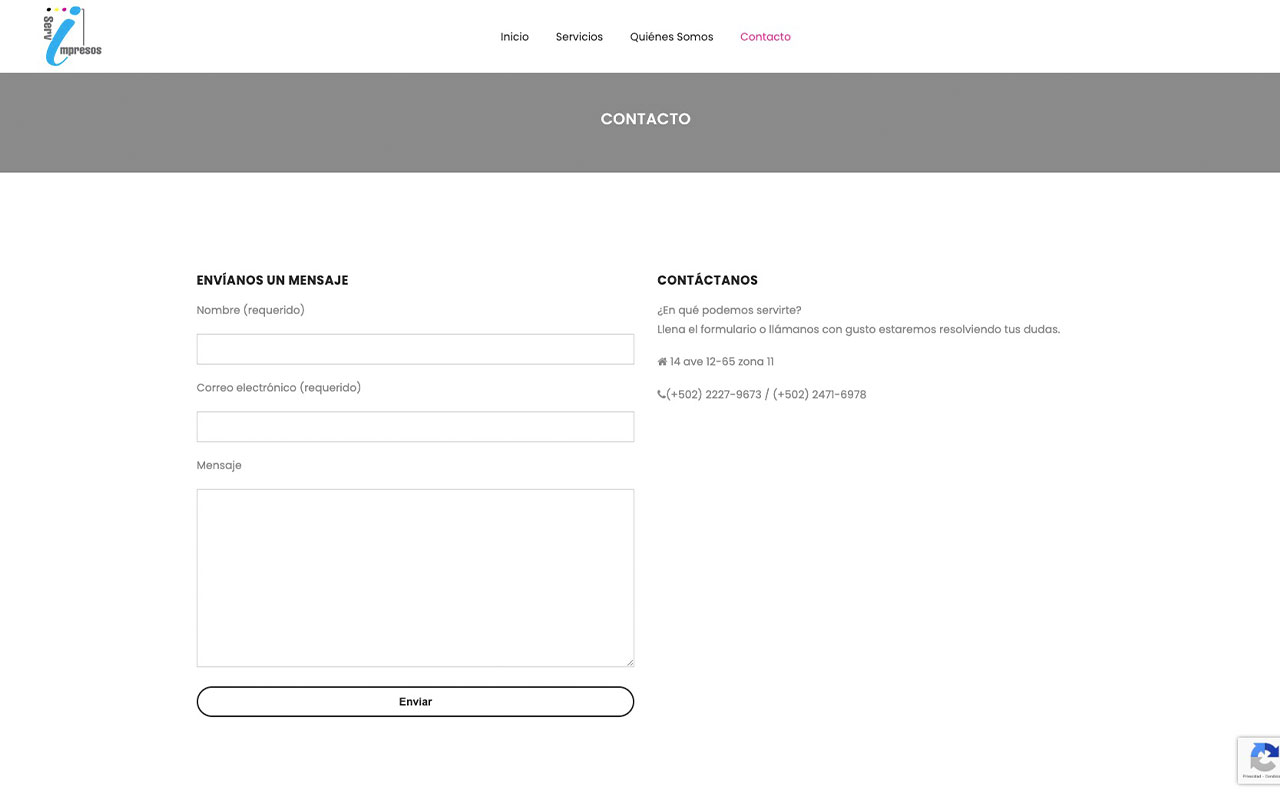 Serv
impresos
Inicio
Servicios
Quiénes Somos
Contacto
CONTACTO
ENVÍANOS UN MENSAJE
Nombre (requerido)
Correo electrónico (requerido)
Mensaje
Enviar
CONTÁCTANOS
¿En qué podemos servirte?
Llena el formulario o llámanos con gusto estaremos resolviendo tus dudas.
14 ave 12-65 zona 11
(+502) 2227-9673 / (+502) 2471-6978
Privacidad -